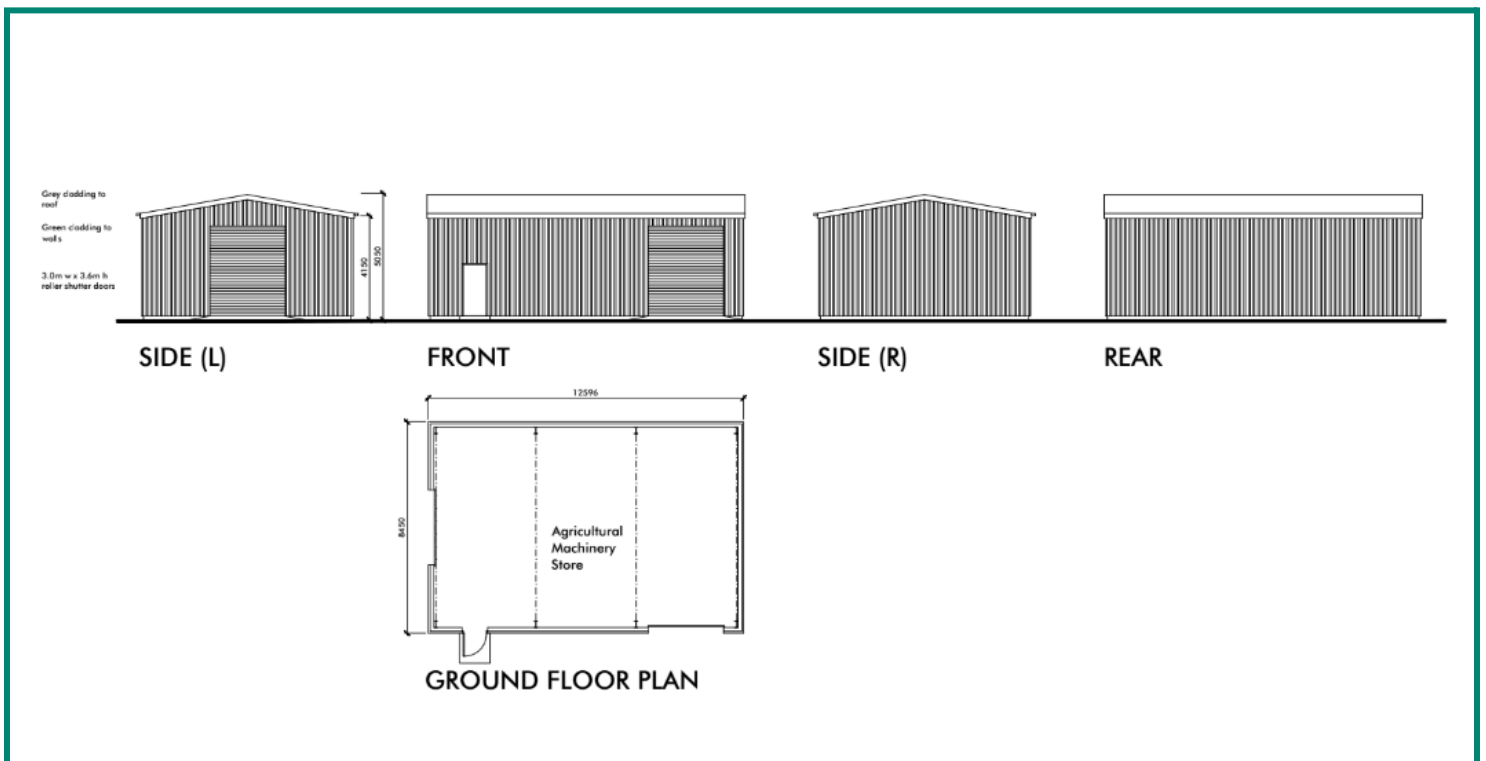 Grey cladding to
roof
Green cladding to
walls
3.0m w x 3.6m h
roller shutter doors
4150
5050
SIDE (L)
FRONT
SIDE (R)
REAR
12596
8450
Agricultural
Machinery
Store
GROUND FLOOR PLAN